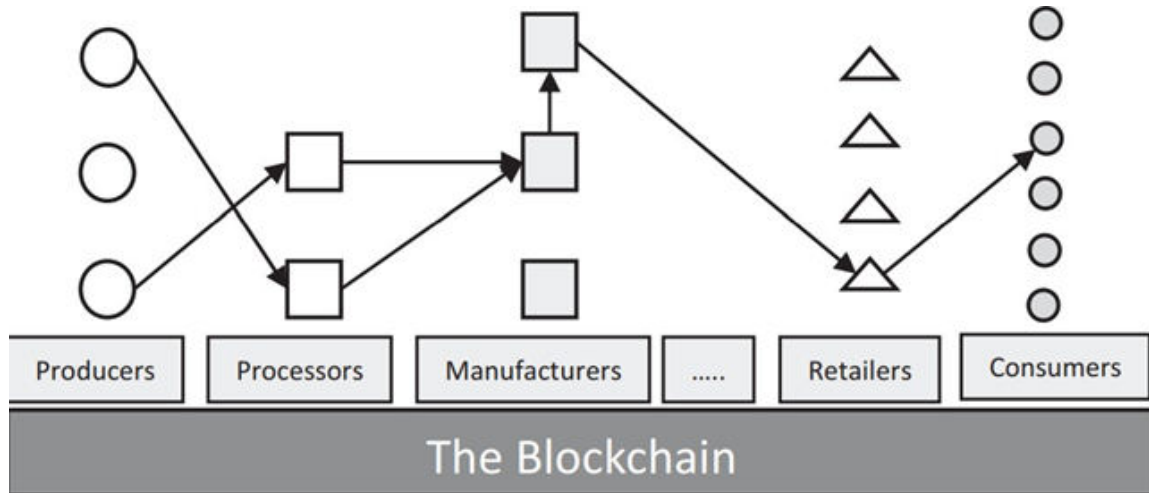 Producers
Processors
Manufacturers
.....
Retailers
Consumers
The Blockchain